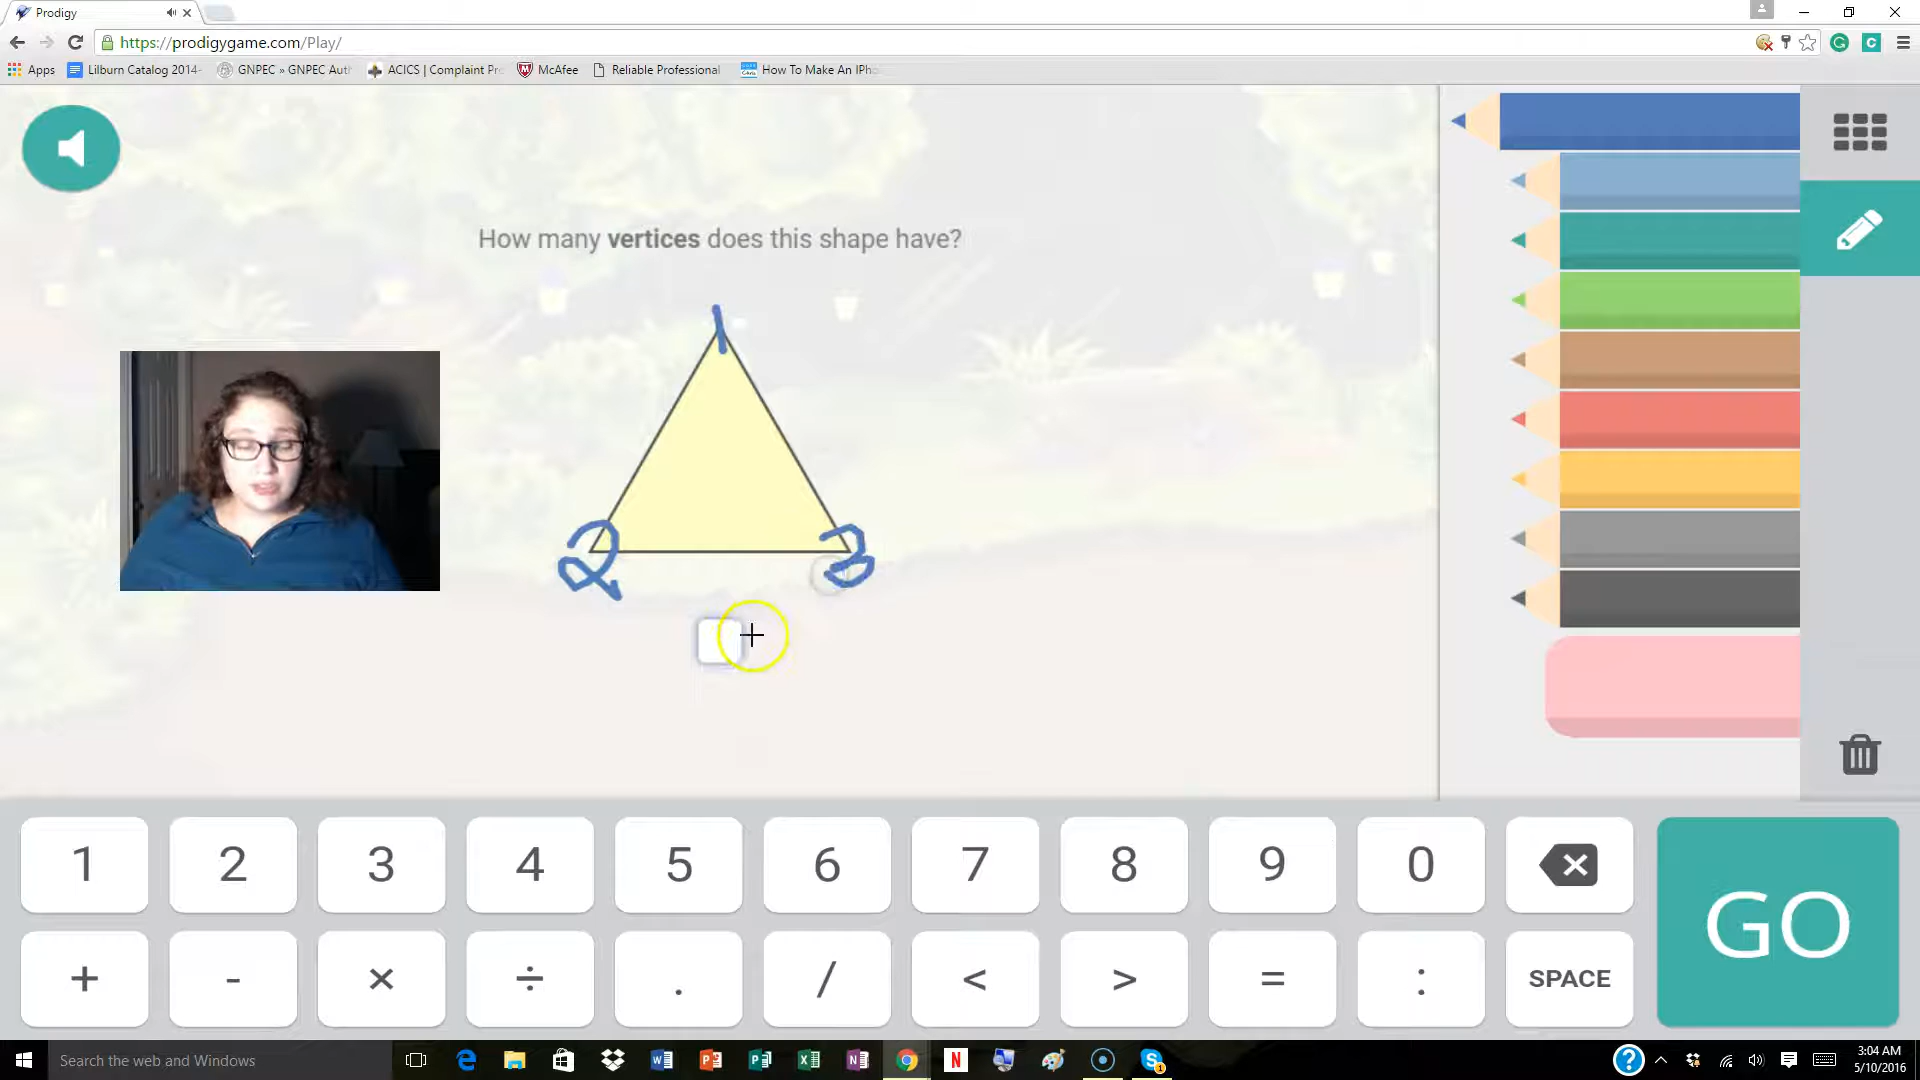 Prodigy
https://prodigygame.com/Play/
Apps
Lilburn Catalog 2014-
GNPEC » GNPEC Aut
ACICS | Complaint Pr
McAfee
Reliable Professional
How To Make An IPh
How many vertices does this shape have?
1
2 3
1 2 3 4 5 6 7 8 9 0
+ - × ÷ . / < > = : SPACE
GO
Search the web and Windows
3:04 AM
5/10/2016